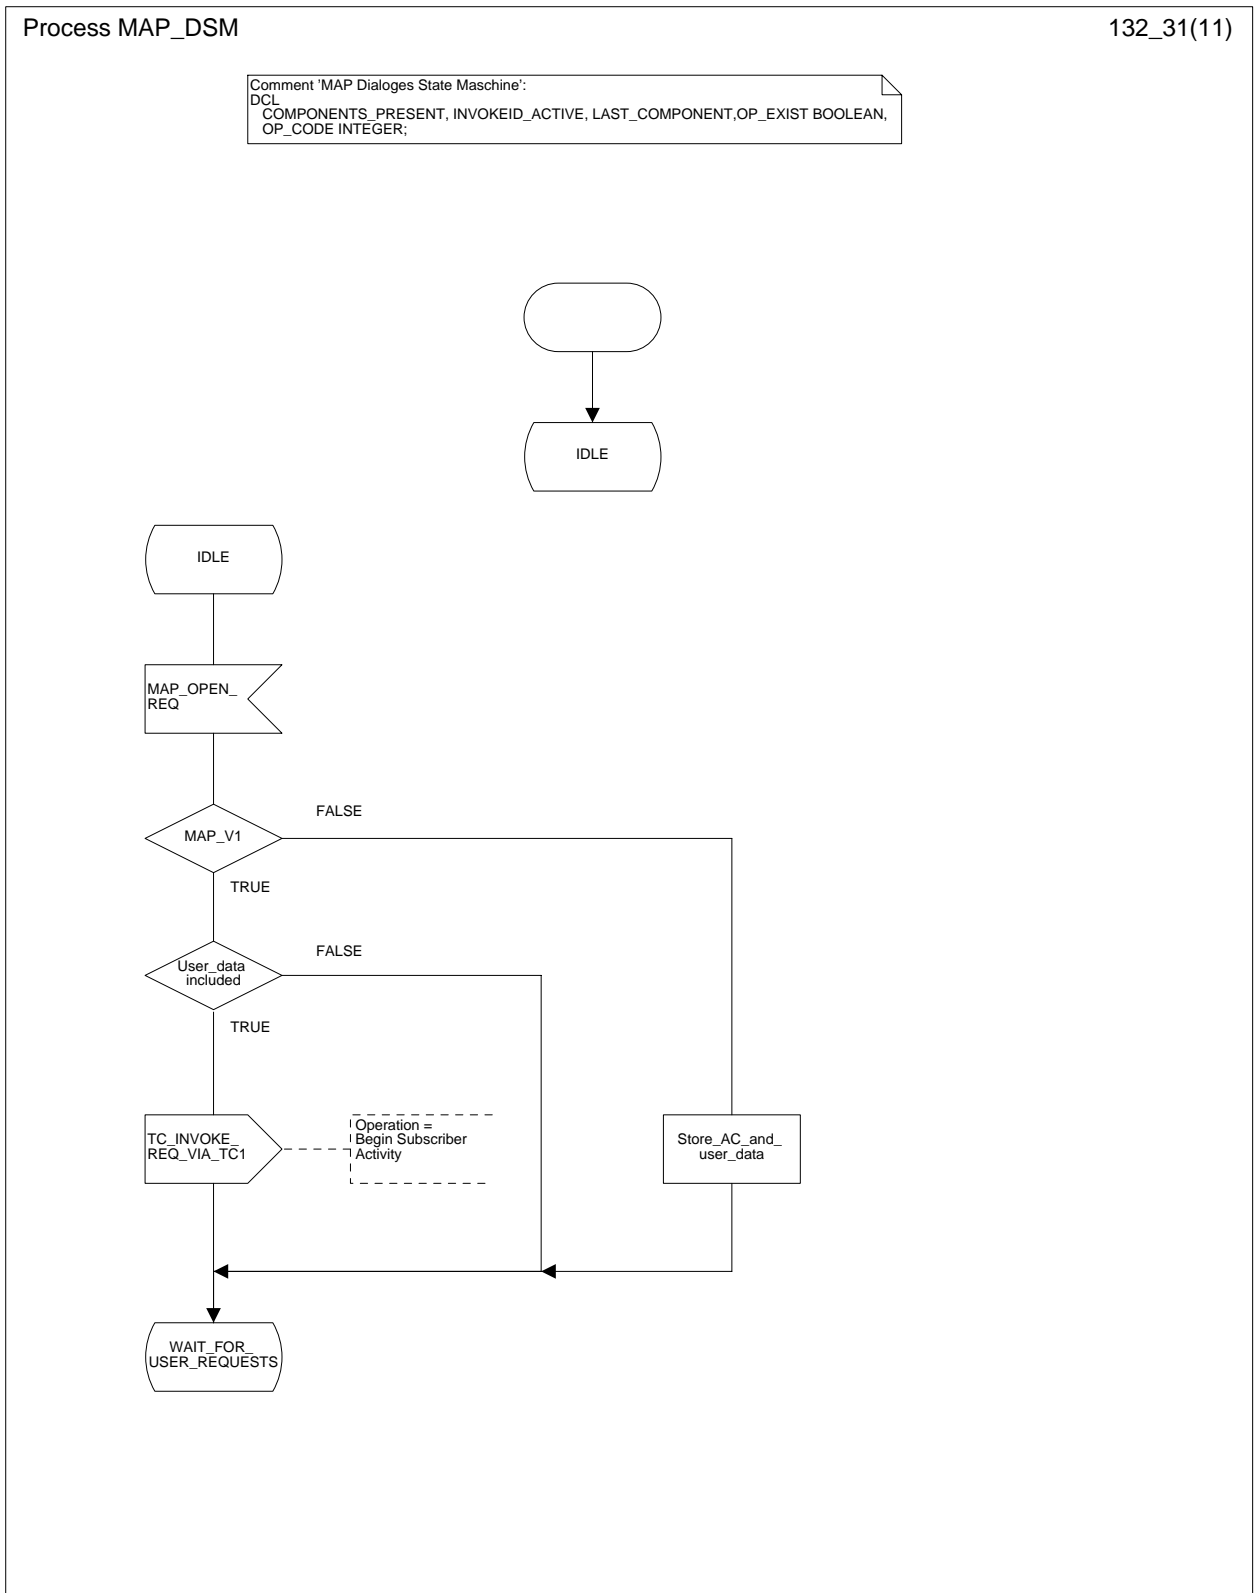 Process MAP_DSM
132_31(11)
Comment 'MAP Dialoges State Maschine':
DCL
COMPONENTS_PRESENT, INVOKEID_ACTIVE, LAST_COMPONENT,OP_EXIST BOOLEAN,
OP_CODE INTEGER;
IDLE
IDLE
MAP_OPEN_
REQ
FALSE
MAP_V1
TRUE
FALSE
User_data
included
TRUE
TC_INVOKE_
REQ_VIA_TC1
Operation =
Begin Subscriber
Activity
Store_AC_and_
user_data
WAIT_FOR_
USER_REQUESTS